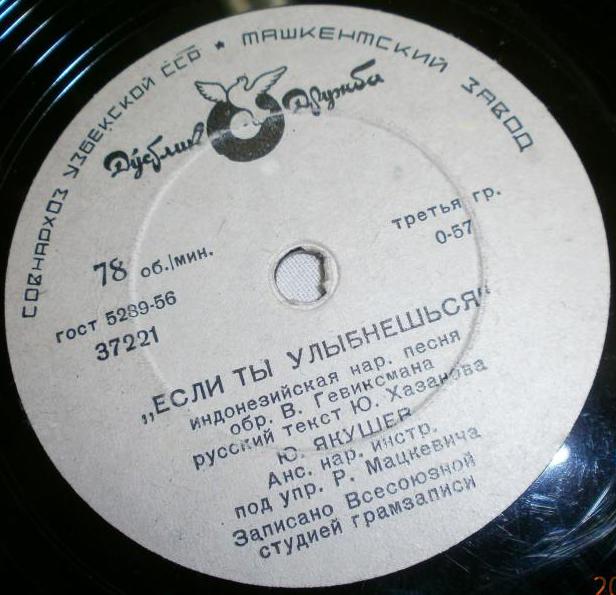 СОВНАРХОЗ УЗБЕКСКОЙ ССР ★ ТАШКЕНТСКИЙ ЗАВОД
Дўстлик Дружба
78 об./мин.
третья гр.
ГОСТ 5289-56
0-57
37221
„ЕСЛИ ТЫ УЛЫБНЕШЬСЯ“
индонезийская нар. песня
обр. В. Гевиксмана
русский текст Ю. Хазанова
Ю. ЯКУШЕВ
Анс. нар. инстр.
под упр. Р. Мацкевича
Записано Всесоюзной
студией грамзаписи
20